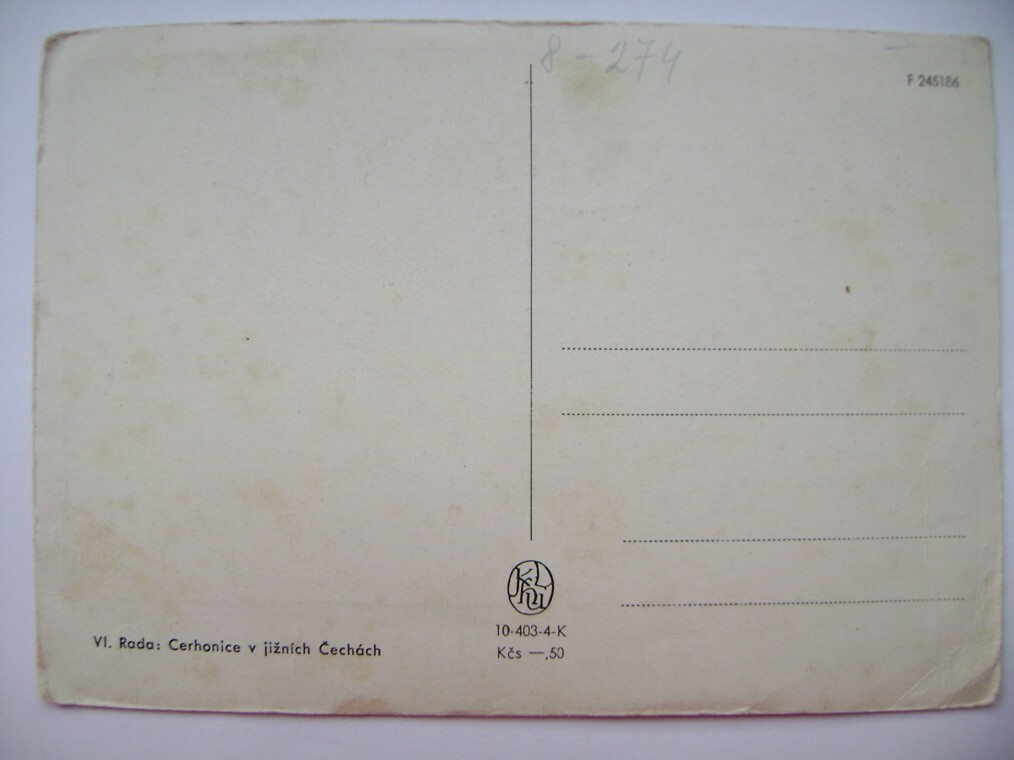 8 - 274
F 245186
Vl. Rada: Cerhonice v jižních Čechách
10-403-4-K
Kčs —,50